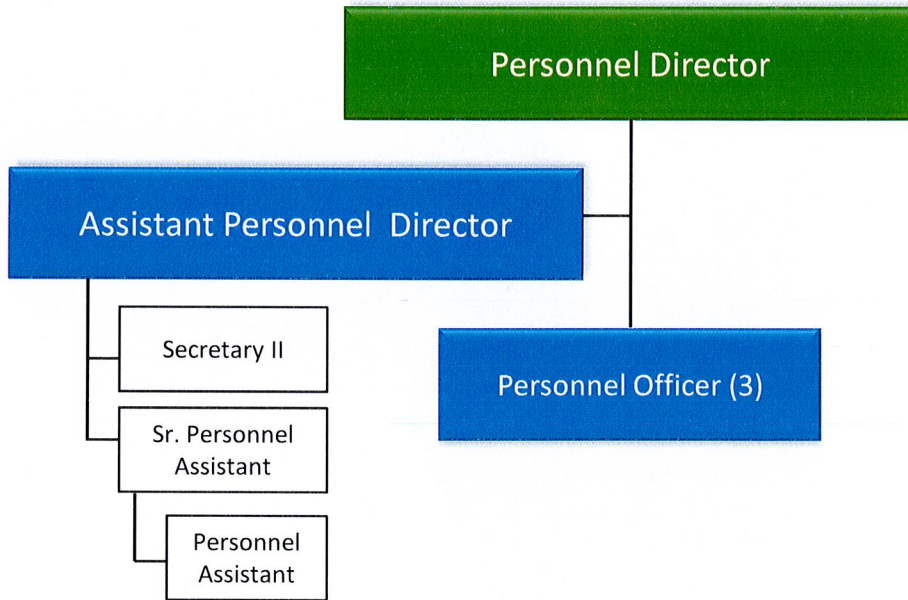 Personnel Director
Assistant Personnel Director
Secretary II
Personnel Officer (3)
Sr. Personnel
Assistant
Personnel
Assistant